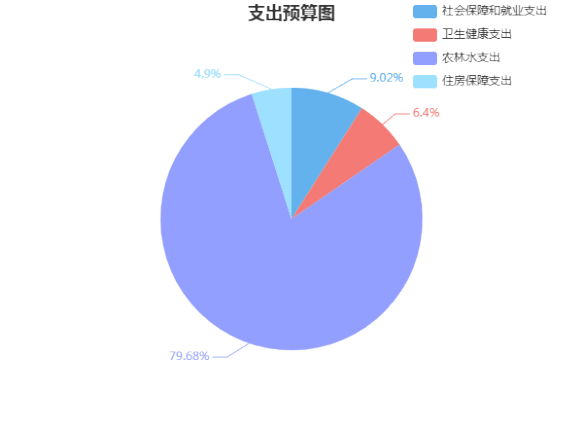 支出预算图
社会保障和就业支出
卫生健康支出
农林水支出
住房保障支出
4.9%
9.02%
6.4%
79.68%